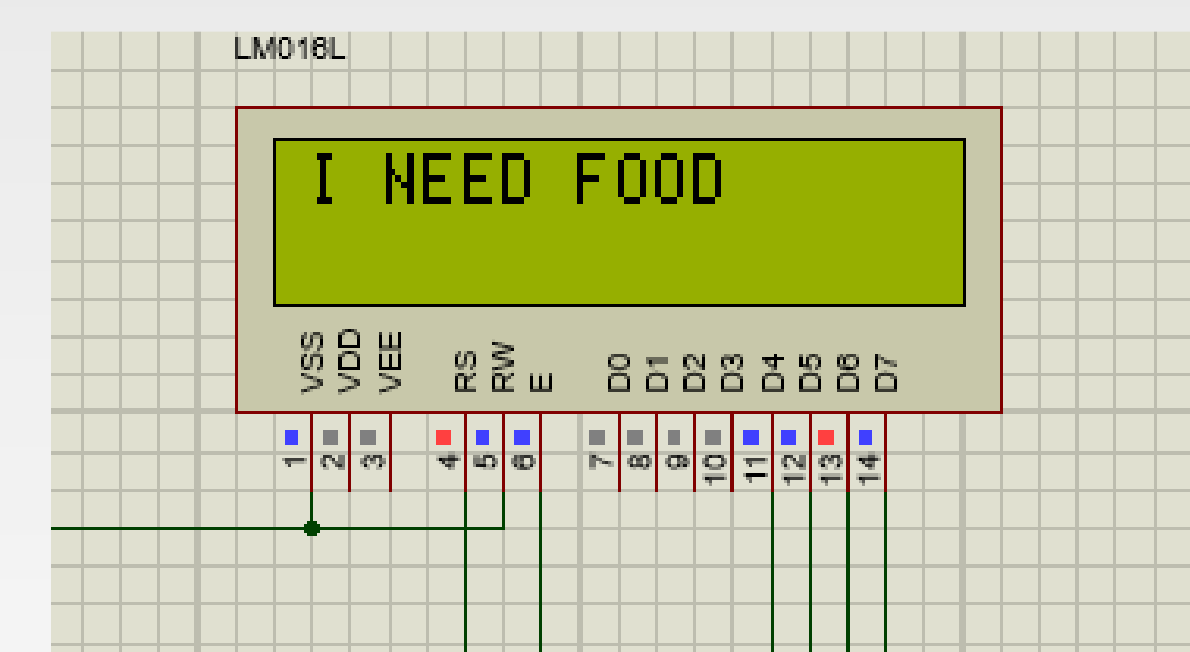 LM016L
I NEED FOOD
VSS VDD VEE RS RW E D0 D1 D2 D3 D4 D5 D6 D7
1 2 3 4 5 6 7 8 9 10 11 12 13 14